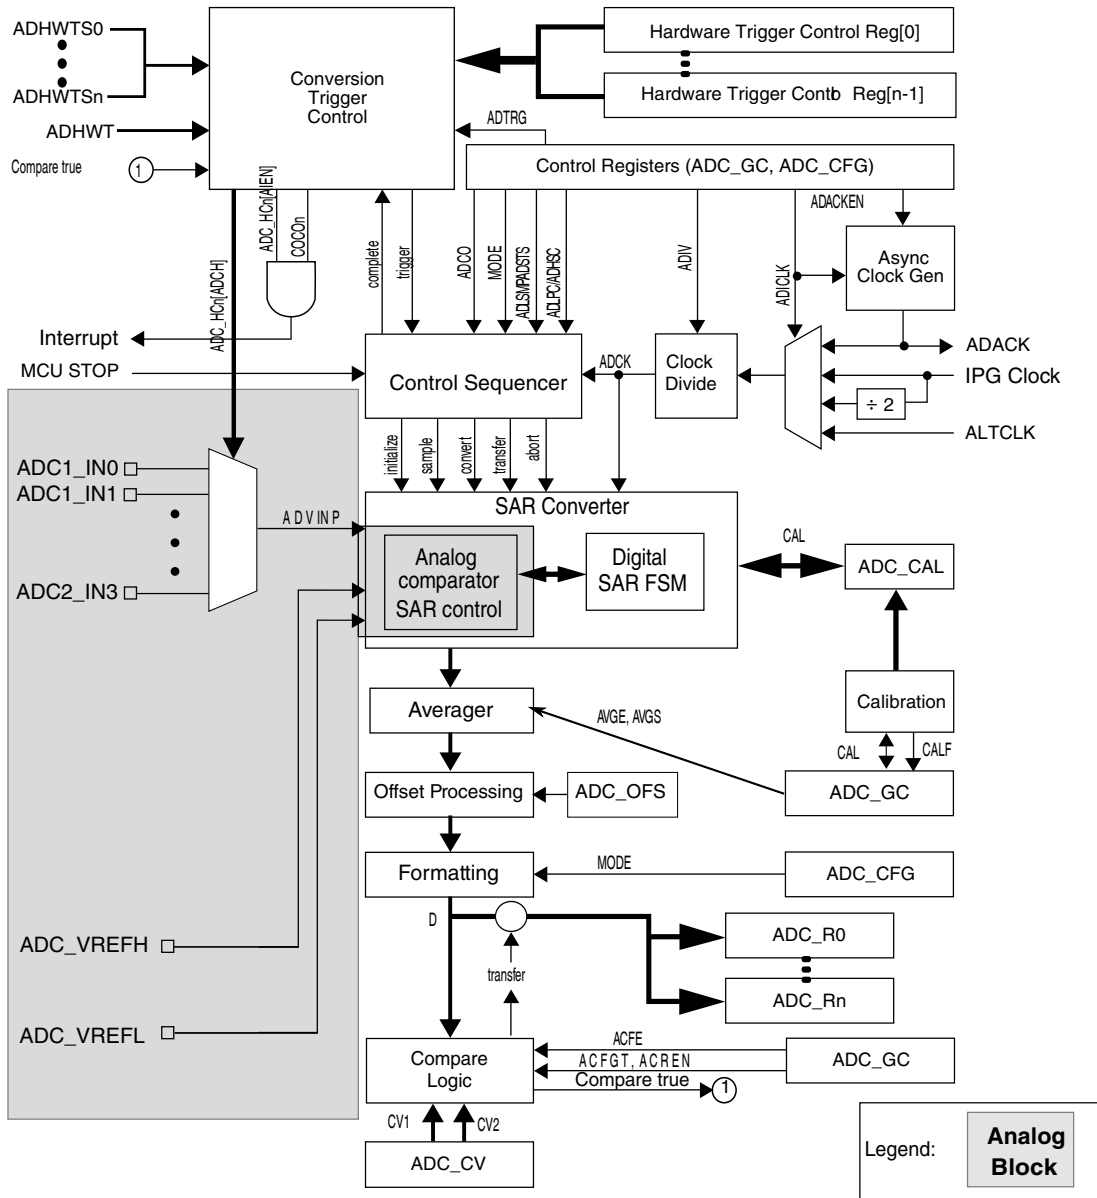 ADHWTS0
ADHWTSn
ADHWT
Compare true
1
Conversion
Trigger
Control
Hardware Trigger Control Reg[0]
Hardware Trigger Contb Reg[n-1]
ADTRG
Control Registers (ADC_GC, ADC_CFG)
ADC_HCn[ADCH]
ADC_HCn[AIEN]
COCOn
complete
trigger
ADCO
MODE
ADLSMP/ADSTS
ADLPC/ADHSC
ADIV
ADICLK
ADACKEN
Async
Clock Gen
Interrupt
MCU STOP
Control Sequencer
ADCK
Clock
Divide
ADACK
IPG Clock
÷ 2
ALTCLK
initialize
sample
convert
transfer
abort
ADC1_IN0
ADC1_IN1
ADC2_IN3
ADVINP
SAR Converter
Analog
comparator
SAR control
Digital
SAR FSM
CAL
ADC_CAL
Calibration
CAL
CALF
ADC_GC
Averager
AVGE, AVGS
Offset Processing
ADC_OFS
Formatting
MODE
ADC_CFG
D
ADC_R0
ADC_Rn
transfer
ADC_VREFH
ADC_VREFL
Compare
Logic
ACFE
ACFGT, ACREN
Compare true
1
ADC_GC
CV1
CV2
ADC_CV
Legend:
Analog
Block